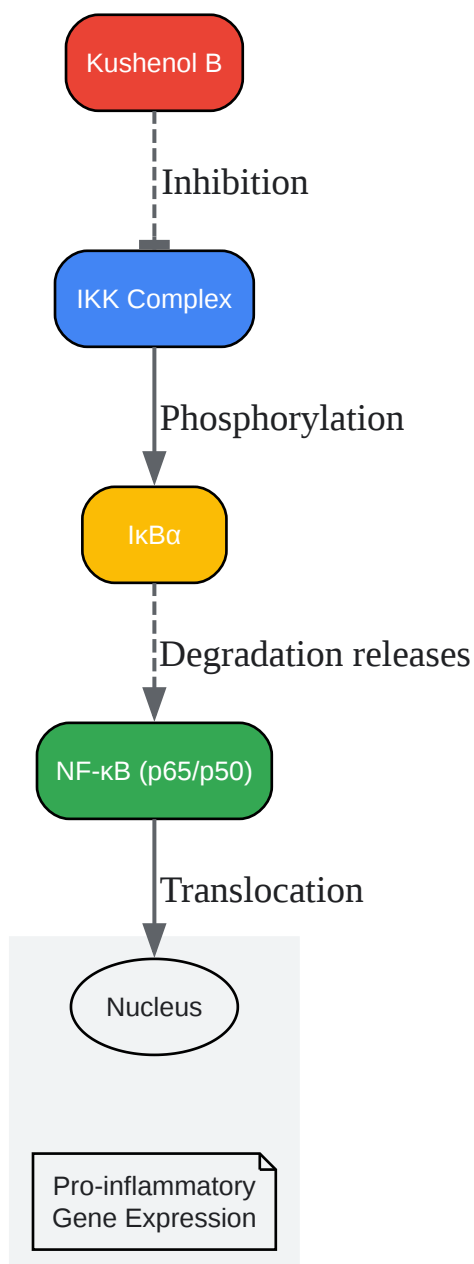 Kushenol B
Inhibition
IKK Complex
Phosphorylation
IκBα
Degradation releases
NF-κB (p65/p50)
Translocation
Nucleus
Pro-inflammatory
Gene Expression